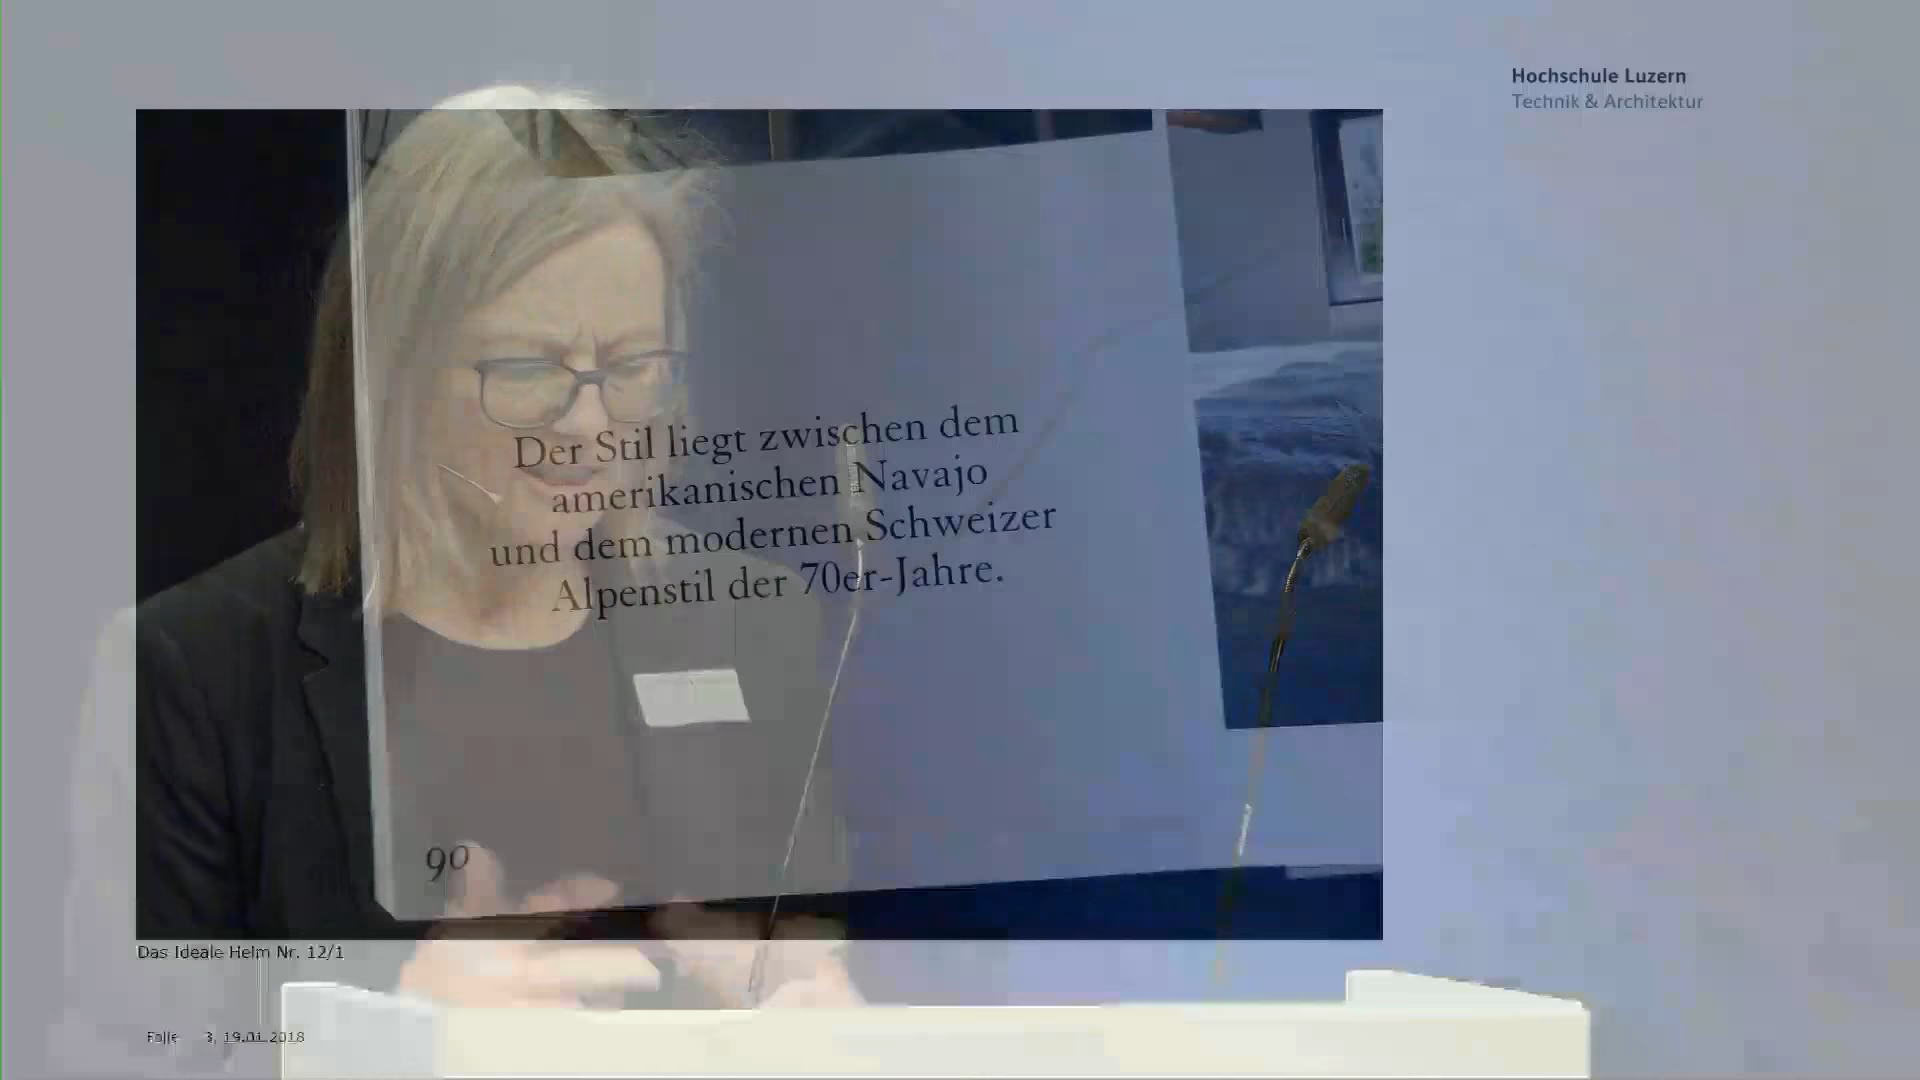 Hochschule Luzern
Technik & Architektur
Der Stil liegt zwischen dem
amerikanischen Navajo
und dem modernen Schweizer
Alpenstil der 70er-Jahre.
90
Das Ideale Heim Nr. 12/1
Folie 3, 19.01.2018